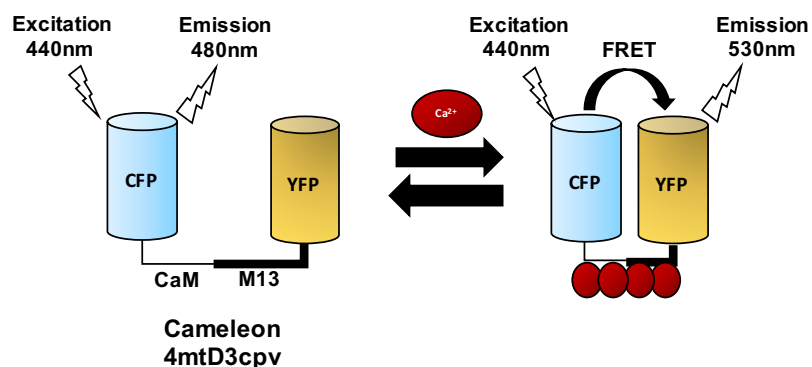 Excitation
440nm
Emission
480nm
CFP
YFP
CaM
M13
Cameleon
4mtD3cpv
Ca²⁺
Excitation
440nm
FRET
Emission
530nm
CFP
YFP